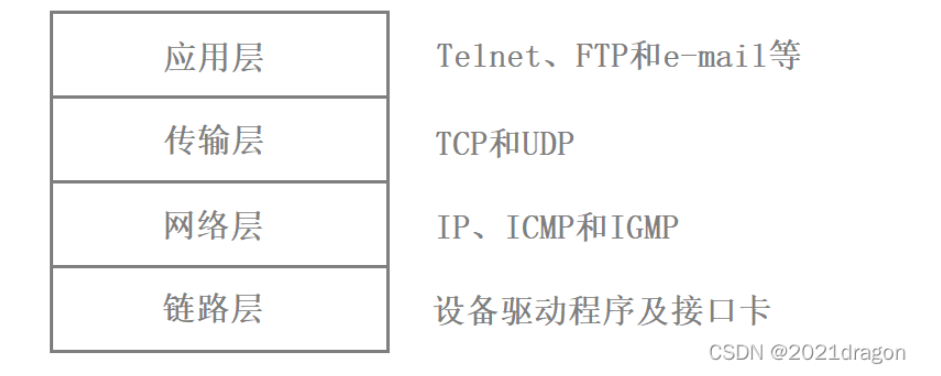 应用层 Telnet、FTP和e-mail等
传输层 TCP和UDP
网络层 IP、ICMP和IGMP
链路层 设备驱动程序及接口卡
CSDN @2021dragon